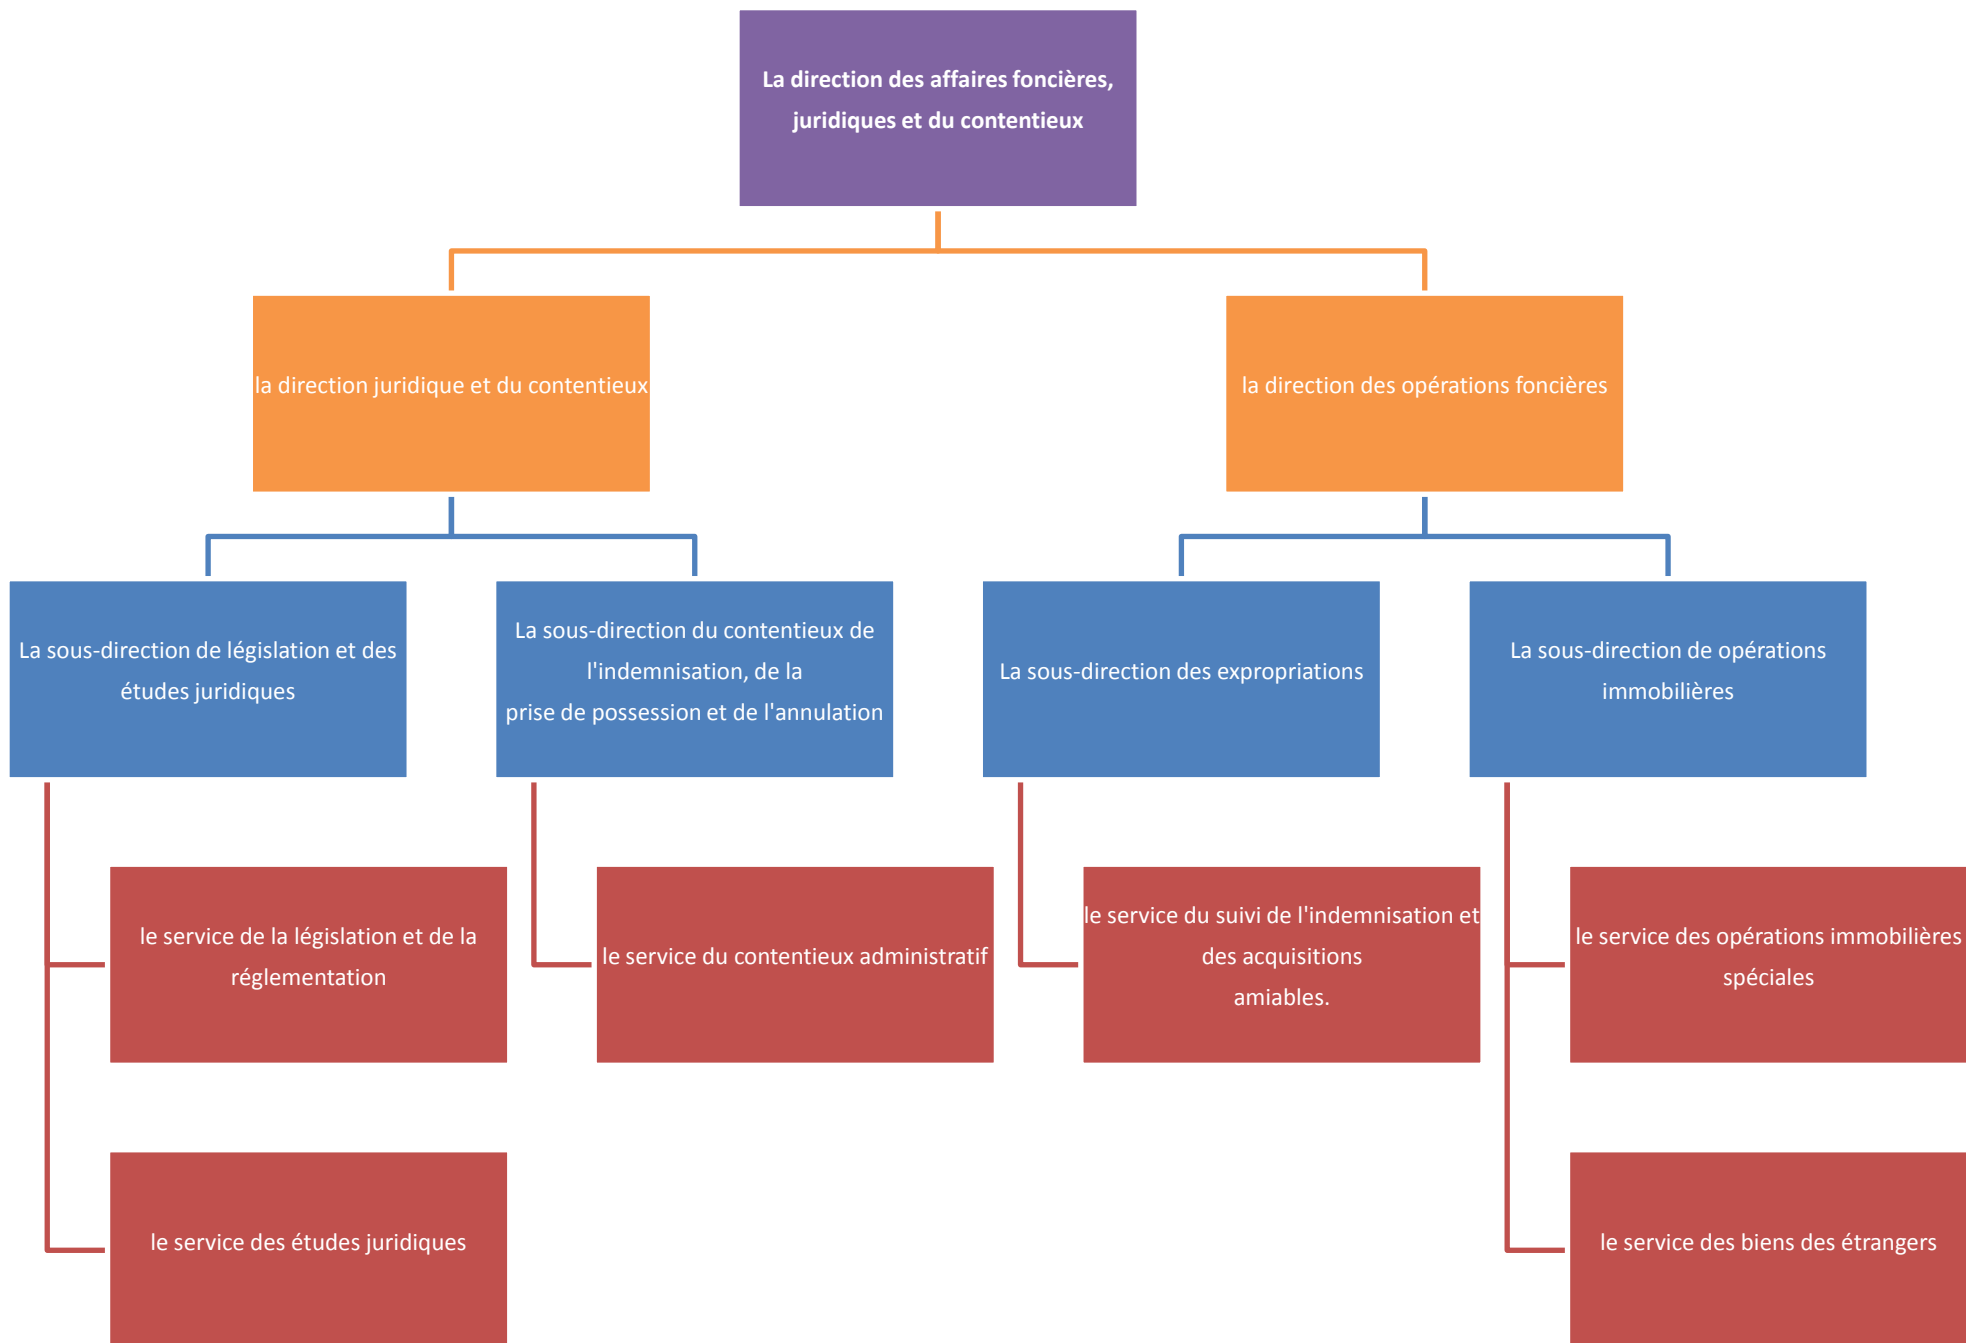 La direction des affaires foncières,
juridiques et du contentieux
la direction juridique et du contentieux
la direction des opérations foncières
La sous-direction de législation et des
études juridiques
La sous-direction du contentieux de
l'indemnisation, de la
prise de possession et de l'annulation
La sous-direction des expropriations
La sous-direction de opérations
immobilières
le service de la législation et de la
réglementation
le service du contentieux administratif
le service du suivi de l'indemnisation et
des acquisitions
amiables.
le service des opérations immobilières
spéciales
le service des études juridiques
le service des biens des étrangers